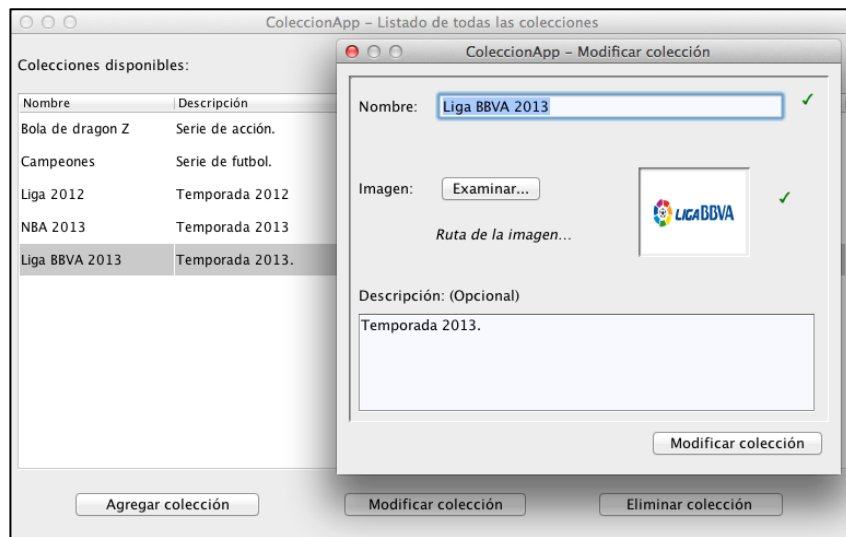 ColeccionApp – Listado de todas las colecciones
Colecciones disponibles:
Nombre Descripción
Bola de dragon Z Serie de acción.
Campeones Serie de futbol.
Liga 2012 Temporada 2012
NBA 2013 Temporada 2013
Liga BBVA 2013 Temporada 2013.
Agregar colección Modificar colección Eliminar colección
ColeccionApp – Modificar colección
Nombre: Liga BBVA 2013 ✓
Imagen: Examinar... LIGA BBVA ✓
Ruta de la imagen...
Descripción: (Opcional)
Temporada 2013.
Modificar colección